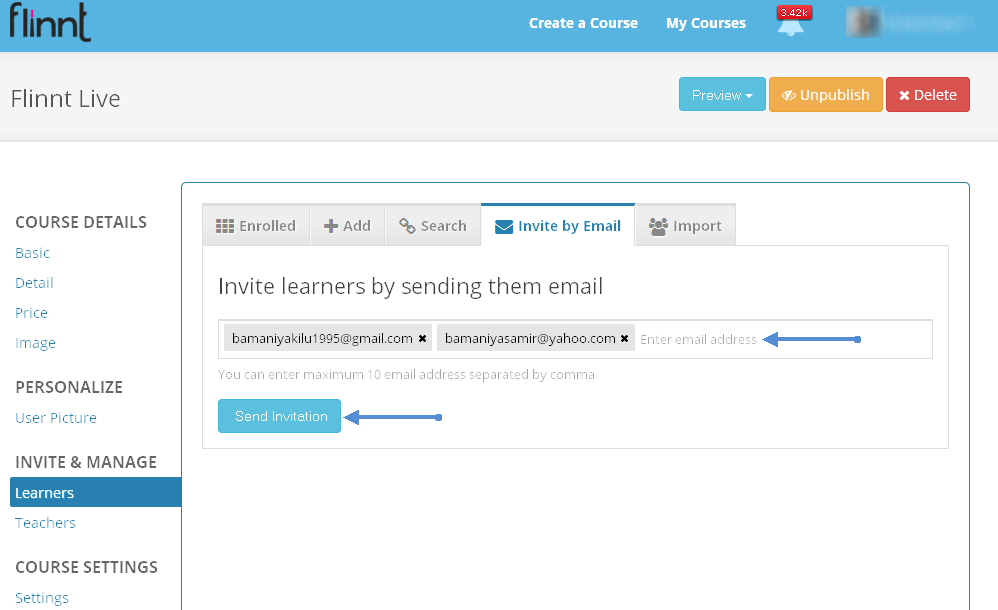 flinnt
Create a Course My Courses 3.42k
Flinnt Live
Preview Unpublish Delete
COURSE DETAILS
Basic
Detail
Price
Image
PERSONALIZE
User Picture
INVITE & MANAGE
Learners
Teachers
COURSE SETTINGS
Settings
Enrolled Add Search Invite by Email Import
Invite learners by sending them email
bamaniyakilu1995@gmail.com bamaniyasamir@yahoo.com Enter email address
You can enter maximum 10 email address separated by comma
Send Invitation